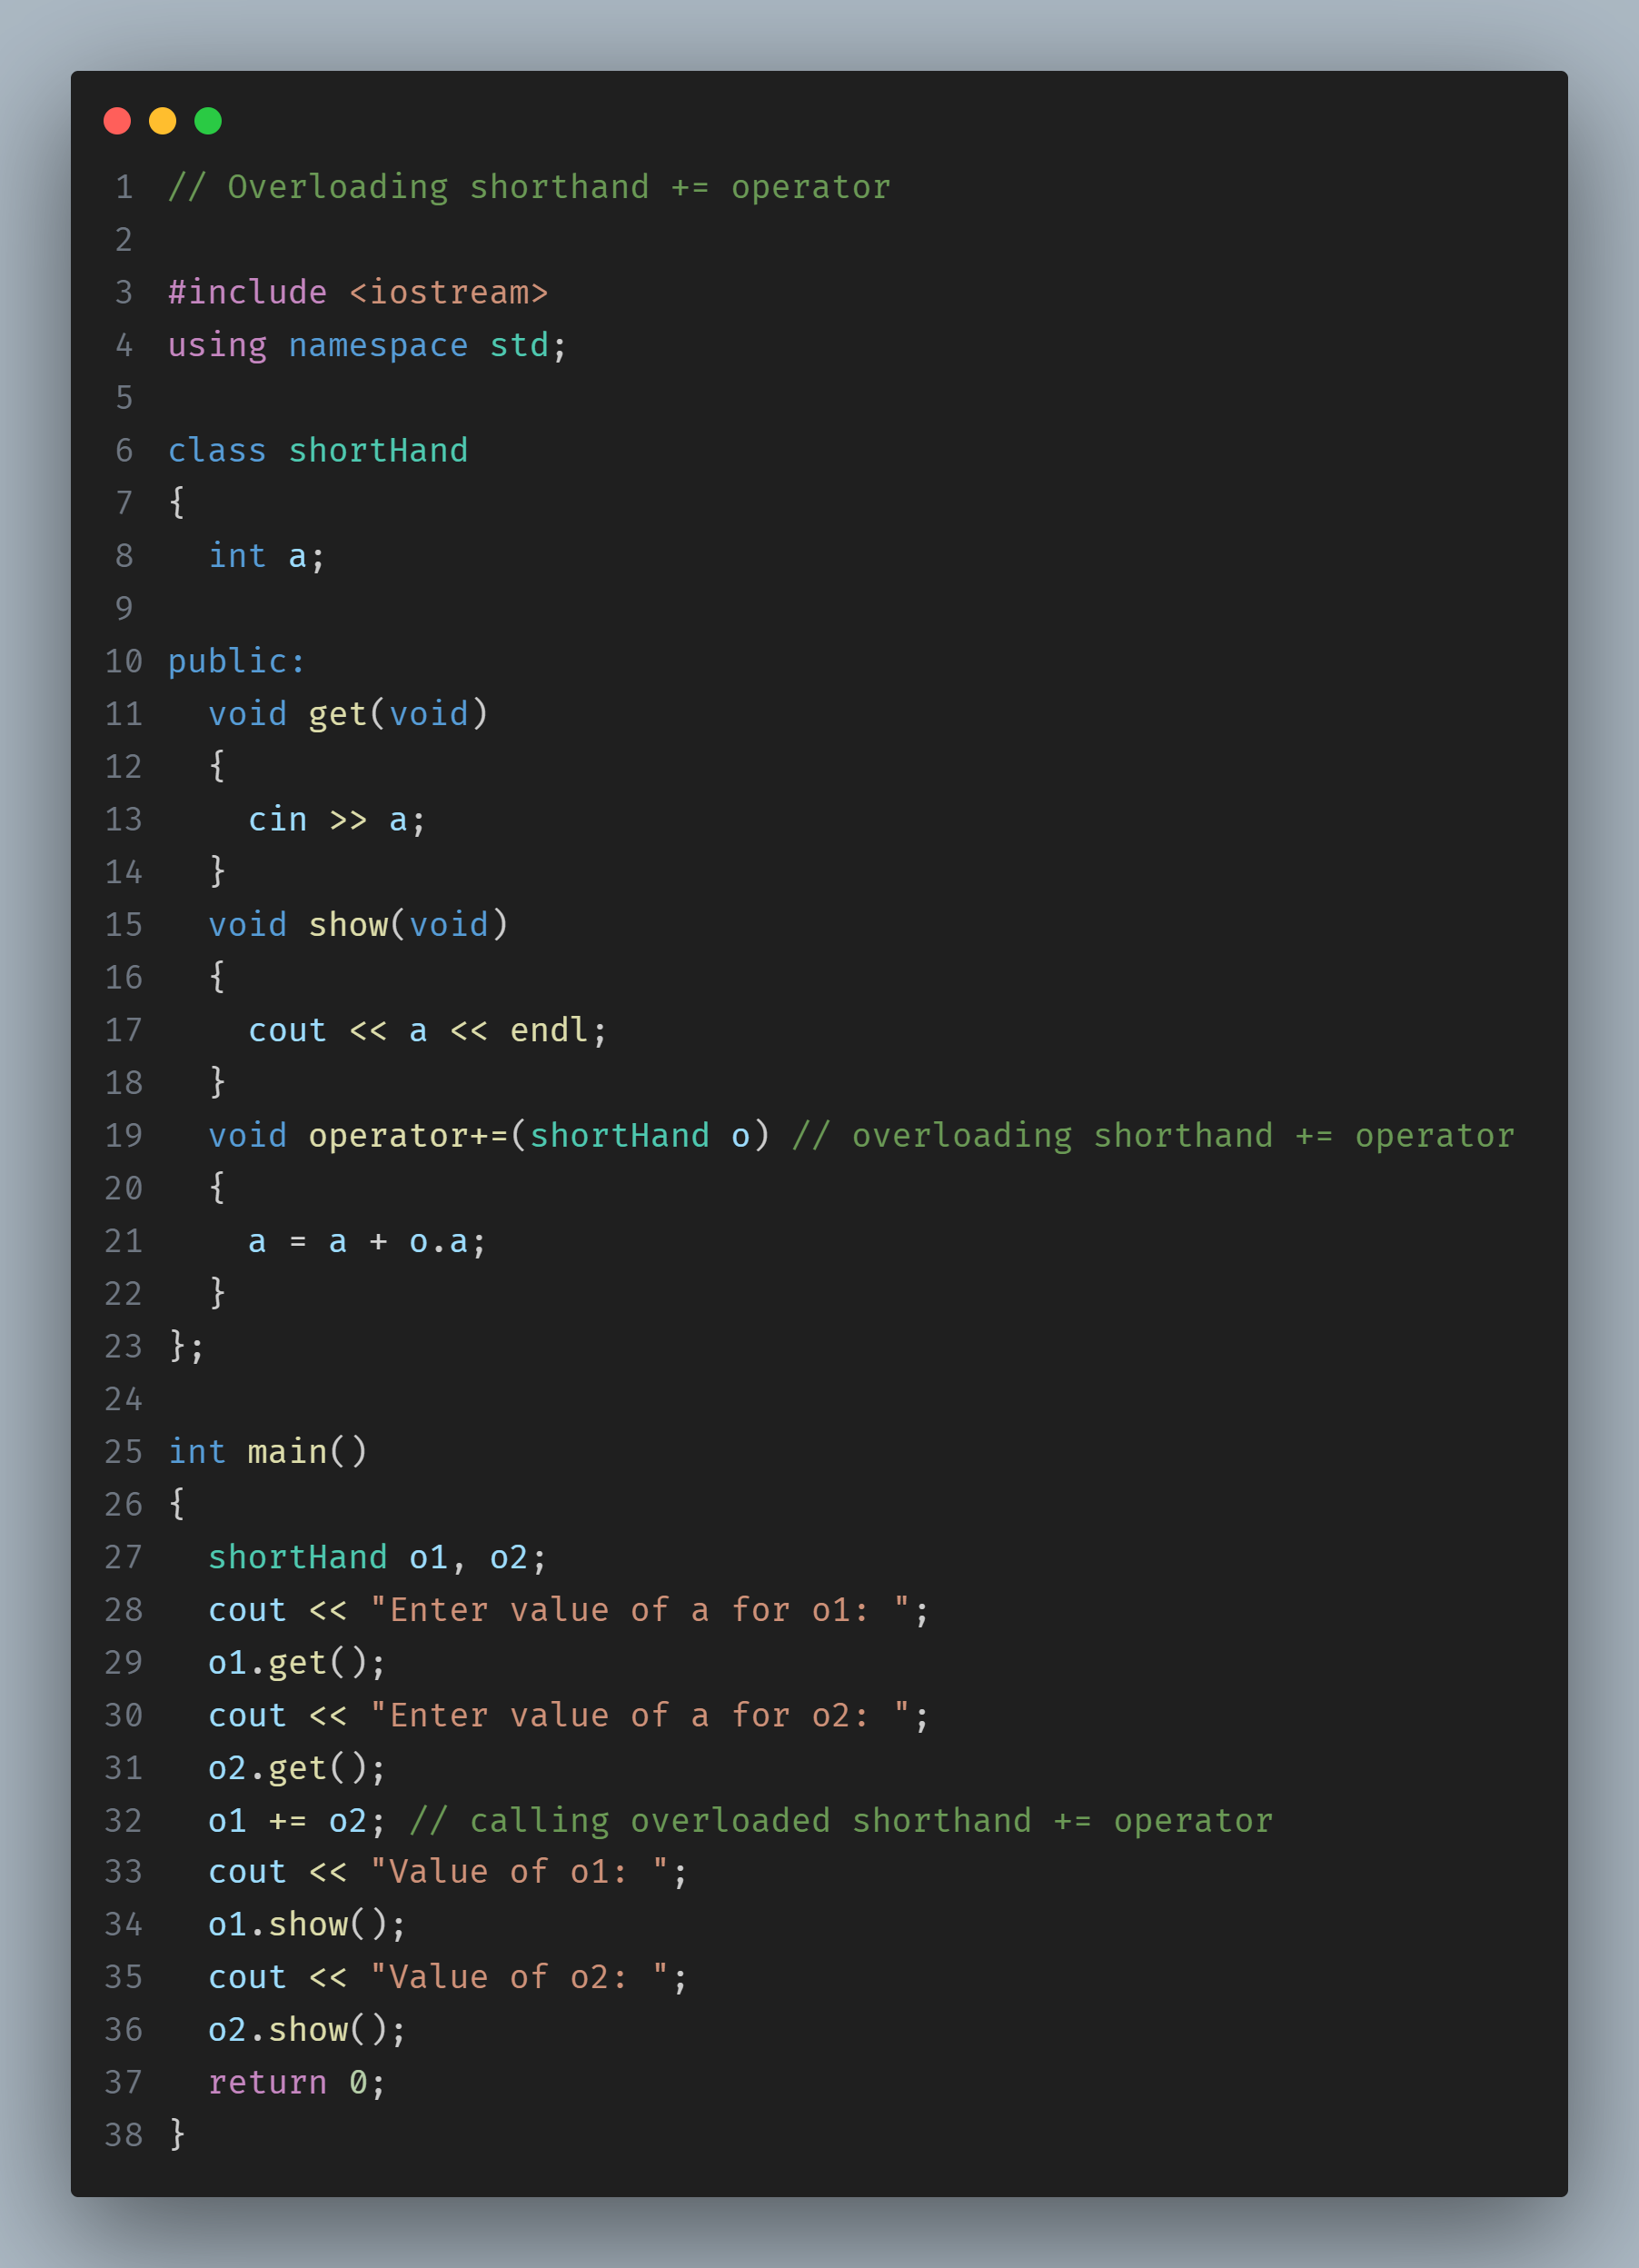 1 // Overloading shorthand += operator
2
3 #include <iostream>
4 using namespace std;
5
6 class shortHand
7 {
8   int a;
9
10 public:
11   void get(void)
12   {
13     cin >> a;
14   }
15   void show(void)
16   {
17     cout << a << endl;
18   }
19   void operator+=(shortHand o) // overloading shorthand += operator
20   {
21     a = a + o.a;
22   }
23 };
24
25 int main()
26 {
27   shortHand o1, o2;
28   cout << "Enter value of a for o1: ";
29   o1.get();
30   cout << "Enter value of a for o2: ";
31   o2.get();
32   o1 += o2; // calling overloaded shorthand += operator
33   cout << "Value of o1: ";
34   o1.show();
35   cout << "Value of o2: ";
36   o2.show();
37   return 0;
38 }